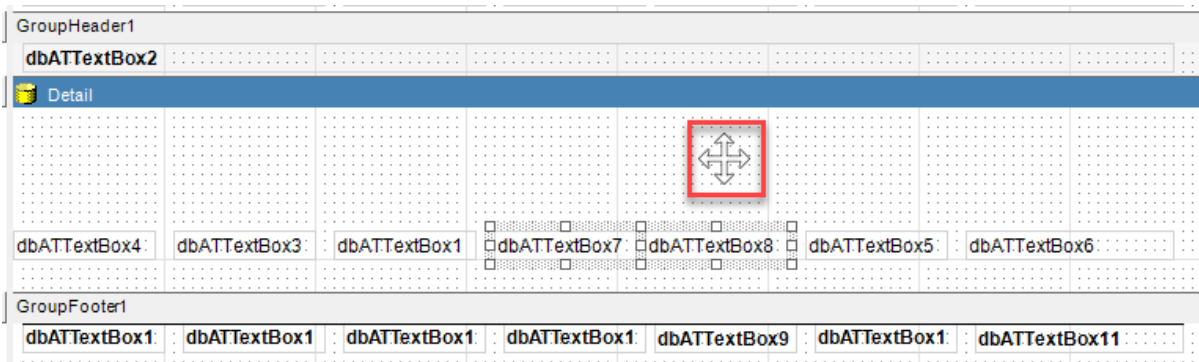 GroupHeader1
dbATTextBox2
Detail
dbATTextBox4 dbATTextBox3 dbATTextBox1 dbATTextBox7 dbATTextBox8 dbATTextBox5 dbATTextBox6
GroupFooter1
dbATTextBox1 dbATTextBox1 dbATTextBox1 dbATTextBox1 dbATTextBox9 dbATTextBox1 dbATTextBox11